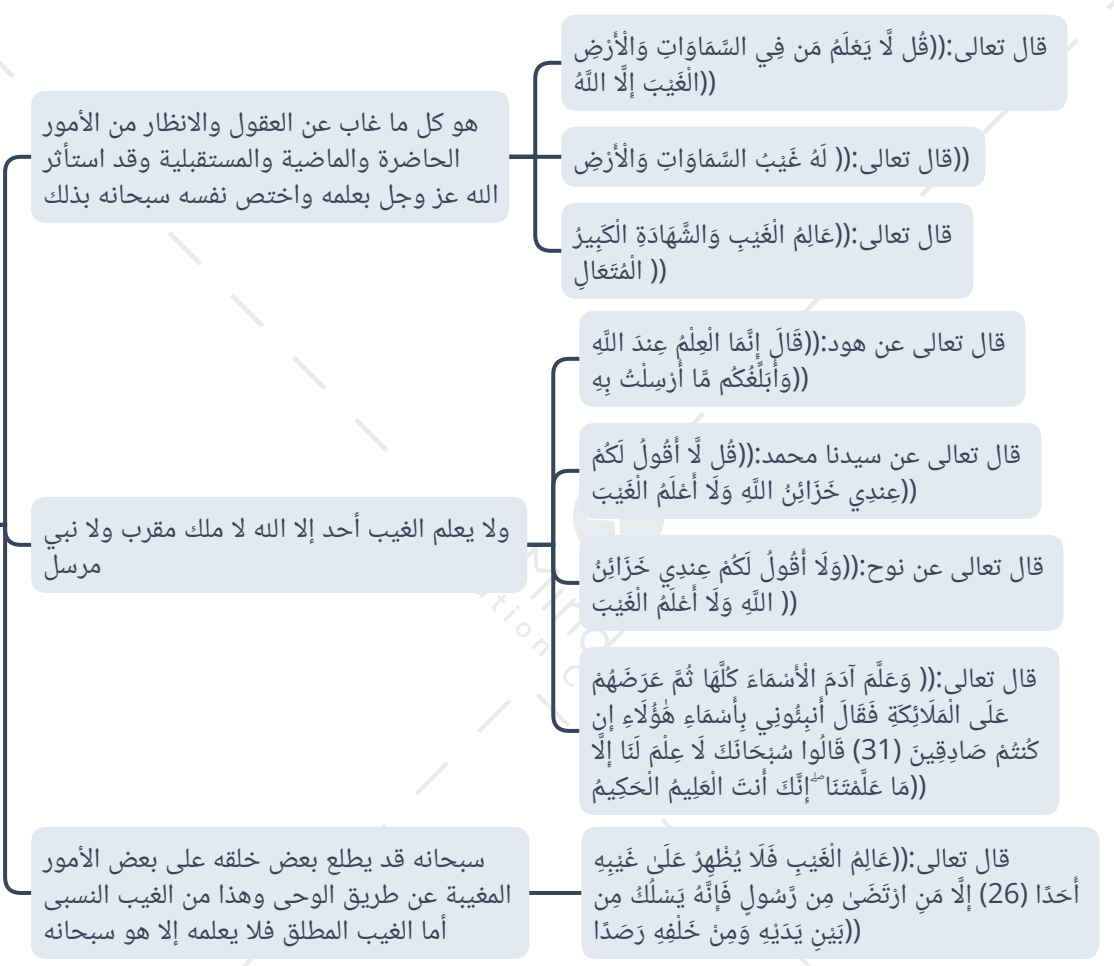 هو كل ما غاب عن العقول والانظار من الأمور
الحاضرة والماضية والمستقبلية وقد استأثر
الله عز وجل بعلمه واختص نفسه سبحانه بذلك
قال تعالى:((قُل لَّا يَعْلَمُ مَن فِي السَّمَاوَاتِ وَالْأَرْضِ
الْغَيْبَ إِلَّا اللَّهُ))
قال تعالى:(( لَهُ غَيْبُ السَّمَاوَاتِ وَالْأَرْضِ))
قال تعالى:((عَالِمُ الْغَيْبِ وَالشَّهَادَةِ الْكَبِيرُ
الْمُتَعَالِ ))
ولا يعلم الغيب أحد إلا الله لا ملك مقرب ولا نبي
مرسل
قال تعالى عن هود:((قَالَ إِنَّمَا الْعِلْمُ عِندَ اللَّهِ
وَأُبَلِّغُكُم مَّا أُرْسِلْتُ بِهِ))
قال تعالى عن سيدنا محمد:((قُل لَّا أَقُولُ لَكُمْ
عِندِي خَزَائِنُ اللَّهِ وَلَا أَعْلَمُ الْغَيْبَ))
قال تعالى عن نوح:((وَلَا أَقُولُ لَكُمْ عِندِي خَزَائِنُ
اللَّهِ وَلَا أَعْلَمُ الْغَيْبَ ))
قال تعالى:(( وَعَلَّمَ آدَمَ الْأَسْمَاءَ كُلَّهَا ثُمَّ عَرَضَهُمْ
عَلَى الْمَلَائِكَةِ فَقَالَ أَنبِئُونِي بِأَسْمَاءِ هَٰؤُلَاءِ إِن
كُنتُمْ صَادِقِينَ (31) قَالُوا سُبْحَانَكَ لَا عِلْمَ لَنَا إِلَّا
مَا عَلَّمْتَنَا ۖ إِنَّكَ أَنتَ الْعَلِيمُ الْحَكِيمُ))
سبحانه قد يطلع بعض خلقه على بعض الأمور
المغيبة عن طريق الوحى وهذا من الغيب النسبى
أما الغيب المطلق فلا يعلمه إلا هو سبحانه
قال تعالى:((عَالِمُ الْغَيْبِ فَلَا يُظْهِرُ عَلَىٰ غَيْبِهِ
أَحَدًا (26) إِلَّا مَنِ ارْتَضَىٰ مِن رَّسُولٍ فَإِنَّهُ يَسْلُكُ مِن
بَيْنِ يَدَيْهِ وَمِنْ خَلْفِهِ رَصَدًا))